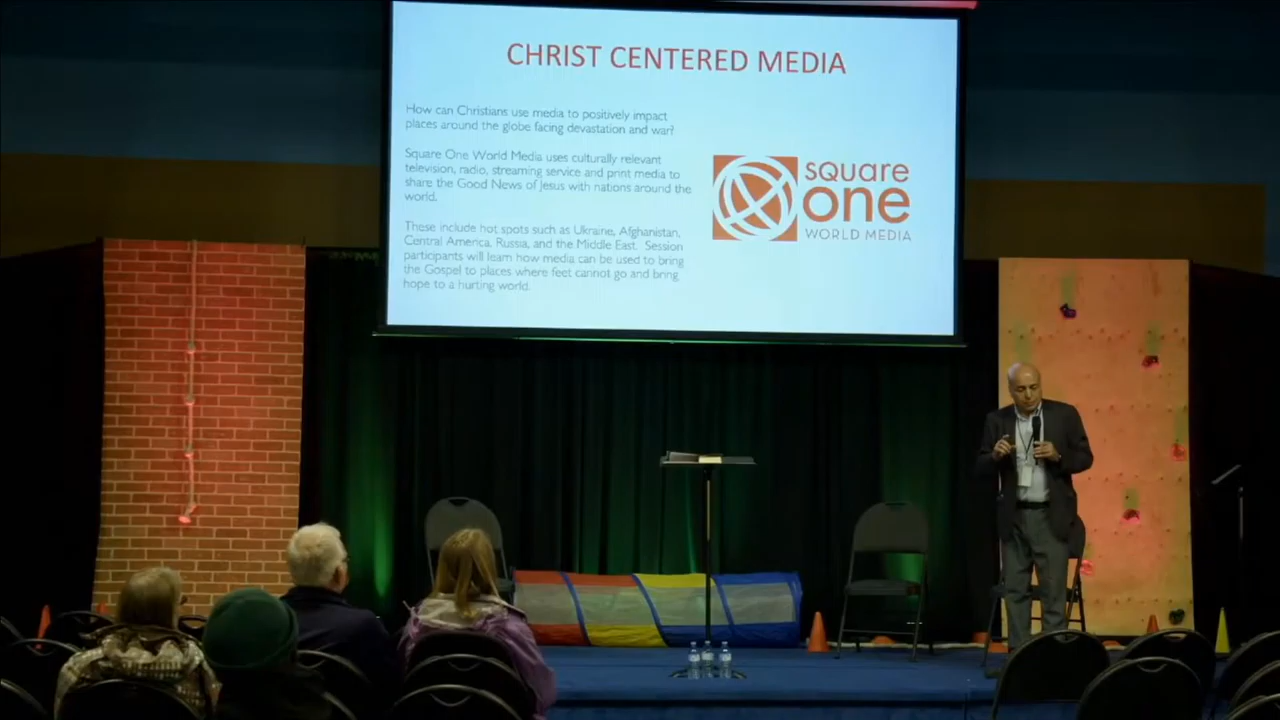 CHRIST CENTERED MEDIA
How can Christians use media to positively impact
places around the globe facing devastation and war?
Square One World Media uses culturally relevant
television, radio, streaming service and print media to
share the Good News of Jesus with nations around the
world.
These include hot spots such as Ukraine, Afghanistan,
Central America, Russia, and the Middle East. Session
participants will learn how media can be used to bring
the Gospel to places where feet cannot go and bring
hope to a hurting world.
square
one
WORLD MEDIA